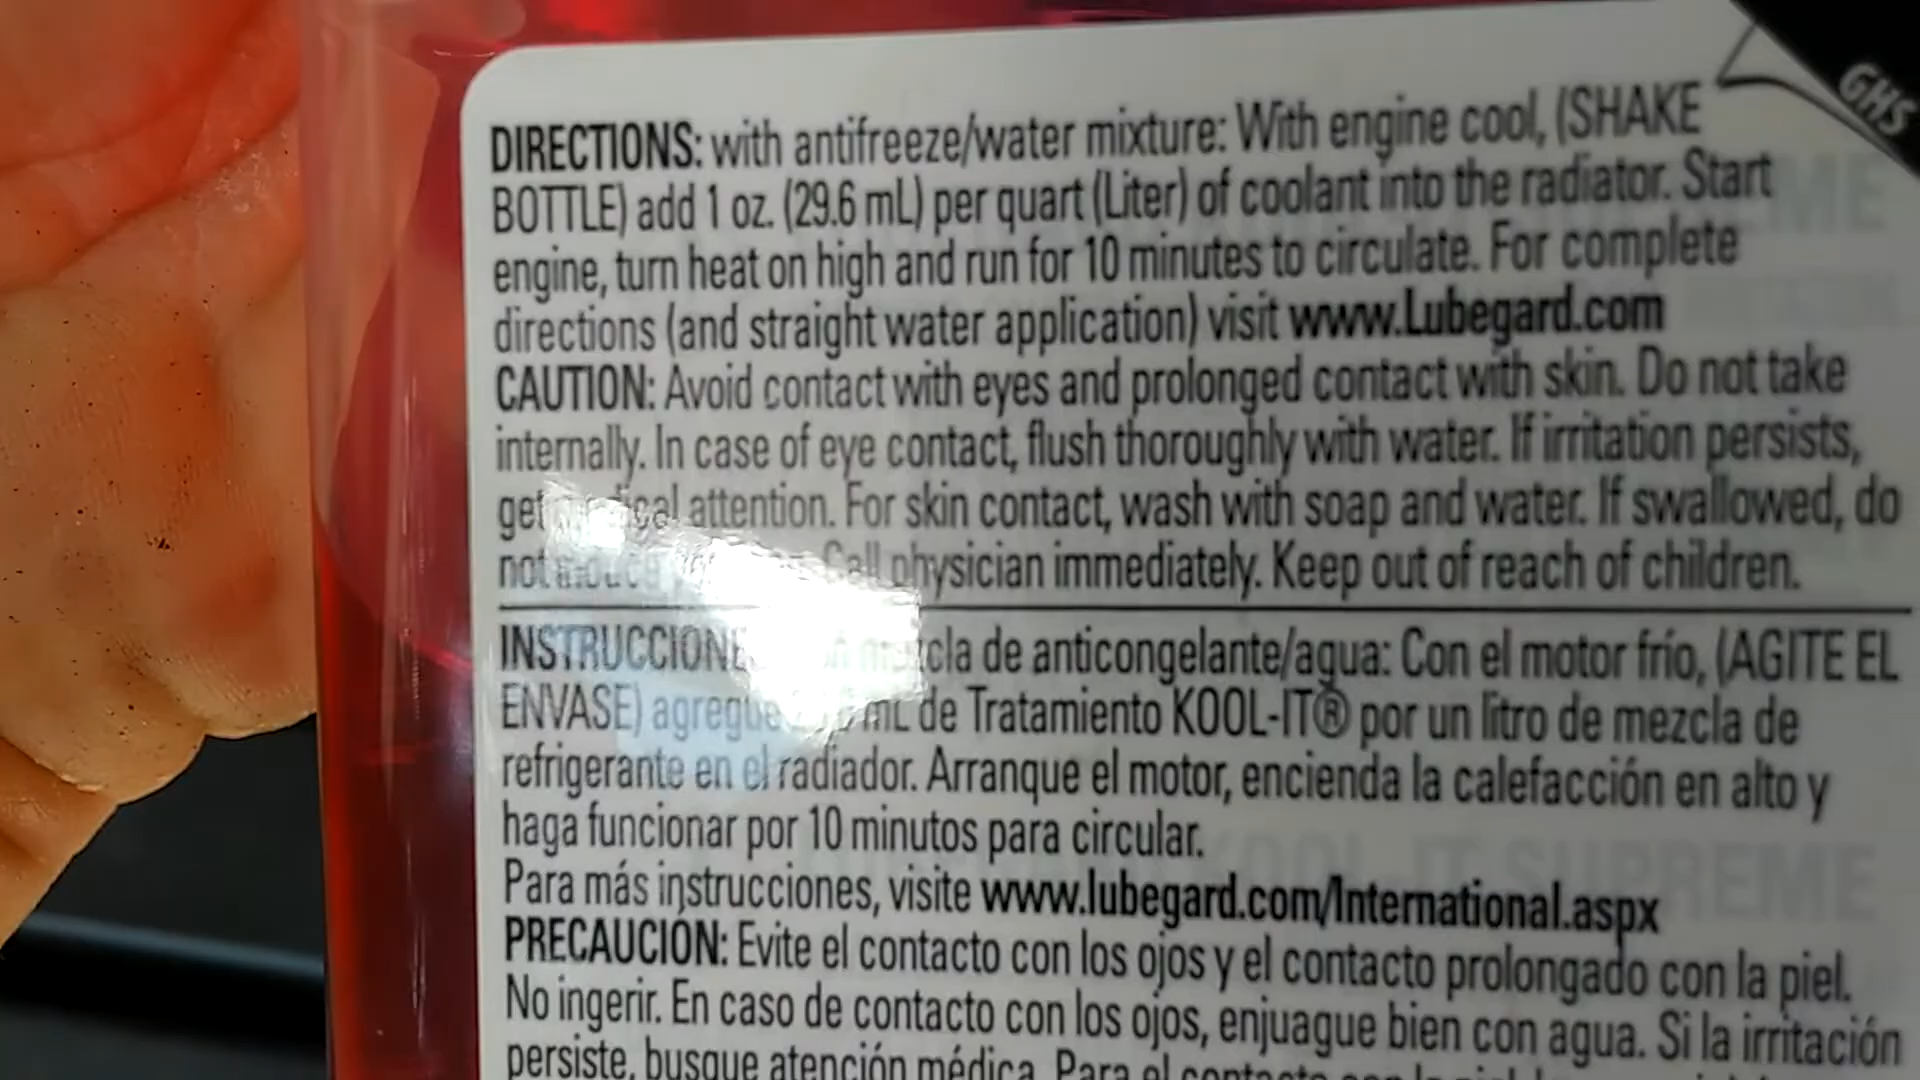 GHS
DIRECTIONS: with antifreeze/water mixture: With engine cool, (SHAKE
BOTTLE) add 1 oz. (29.6 mL) per quart (Liter) of coolant into the radiator. Start
engine, turn heat on high and run for 10 minutes to circulate. For complete
directions (and straight water application) visit www.Lubegard.com
CAUTION: Avoid contact with eyes and prolonged contact with skin. Do not take
internally. In case of eye contact, flush thoroughly with water. If irritation persists,
get medical attention. For skin contact, wash with soap and water. If swallowed, do
not induce Call physician immediately. Keep out of reach of children.
de anticongelante/agua: Con el motor frío, (AGITE EL
ENVASE) agregue mL de Tratamiento KOOL-IT® por un litro de mezcla de
refrigerante en el radiador. Arranque el motor, encienda la calefacción en alto y
haga funcionar por 10 minutos para circular.
Para más instrucciones, visite www.lubegard.com/International.aspx
PRECAUCIÓN: Evite el contacto con los ojos y el contacto prolongado con la piel.
No ingerir. En caso de contacto con los ojos, enjuague bien con agua. Si la irritación
persiste, busque atención médica. Para el contacto con la piel